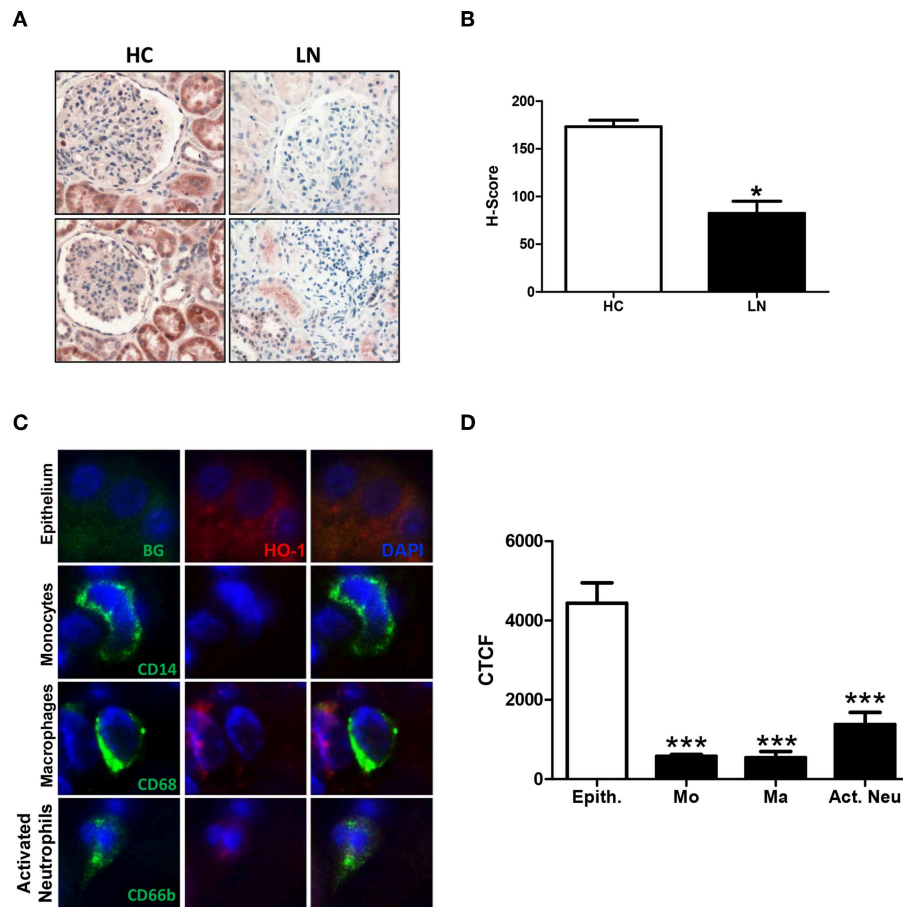 A
HC LN
B
200
150
100
50
0
H-Score
*
HC LN
C
Epithelium
BG
HO-1
DAPI
Monocytes
CD14
Macrophages
CD68
Activated
Neutrophils
CD66b
D
6000
4000
2000
0
CTCF
*** *** ***
Epith. Mo Ma Act. Neu